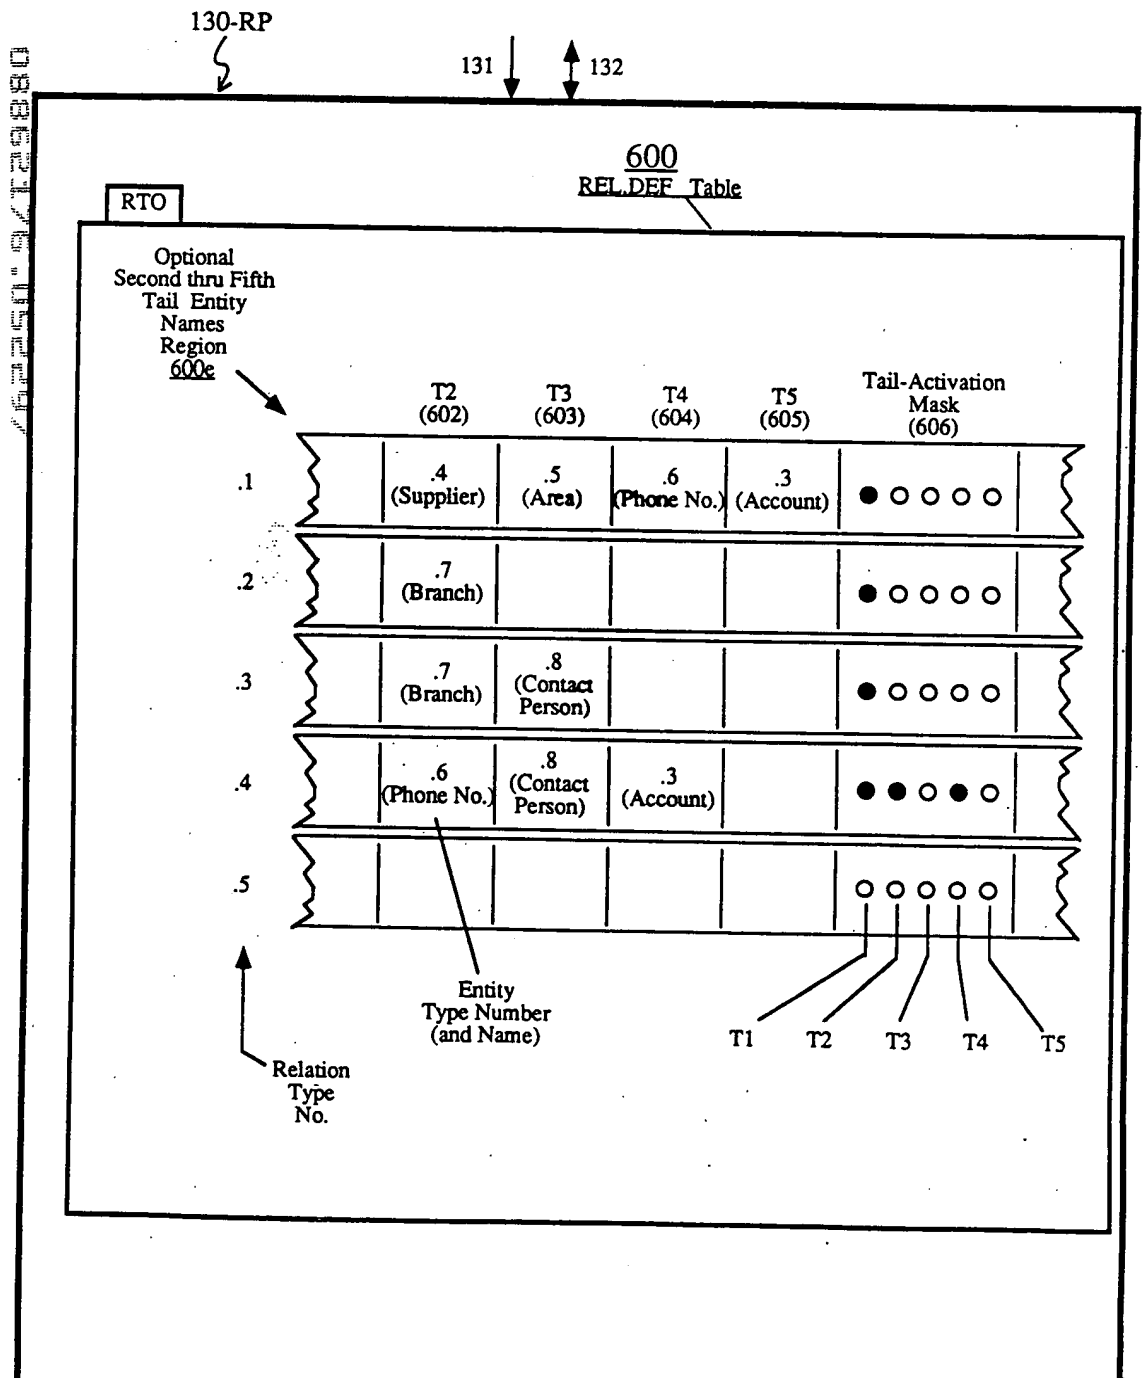 130-RP
131
132
600
REL.DEF Table
RTO
Optional
Second thru Fifth
Tail Entity
Names
Region
600e
T2
(602)
T3
(603)
T4
(604)
T5
(605)
Tail-Activation
Mask
(606)
.1
.4
(Supplier)
.5
(Area)
.6
(Phone No.)
.3
(Account)
.2
.7
(Branch)
.3
.7
(Branch)
.8
(Contact
Person)
.4
.6
(Phone No.)
.8
(Contact
Person)
.3
(Account)
.5
Entity
Type Number
(and Name)
T1
T2
T3
T4
T5
Relation
Type
No.